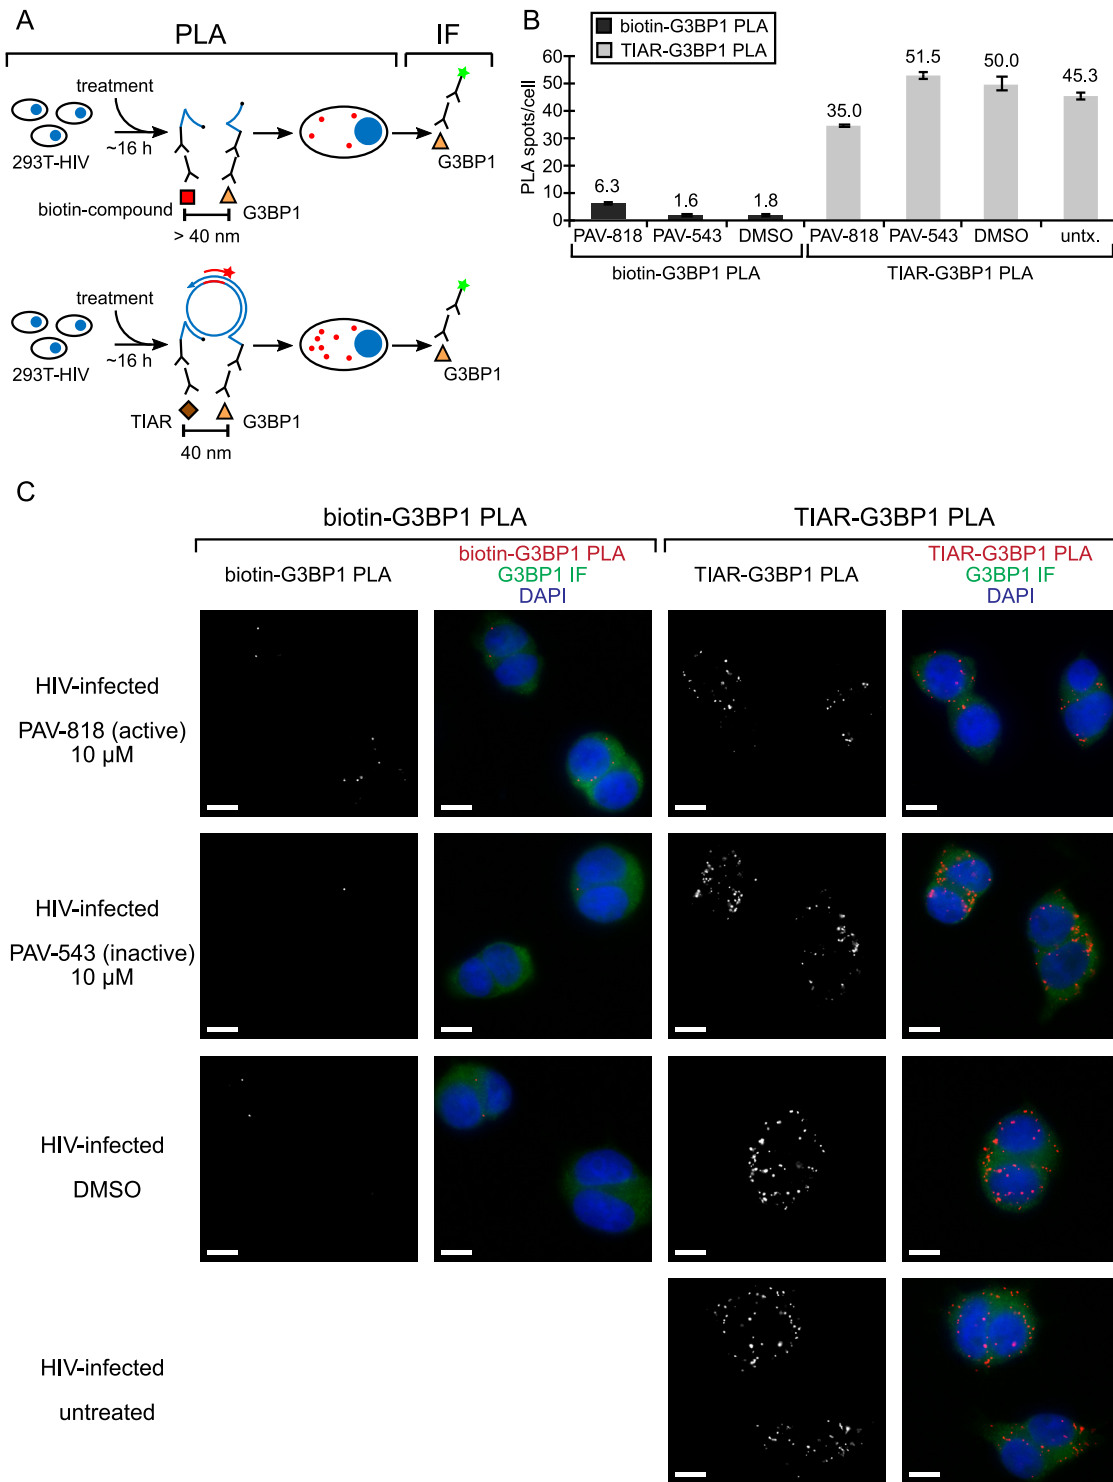 A
PLA
IF
treatment
~16 h
293T-HIV
biotin-compound
G3BP1
> 40 nm
G3BP1
treatment
~16 h
293T-HIV
TIAR
G3BP1
40 nm
G3BP1
B
biotin-G3BP1 PLA
TIAR-G3BP1 PLA
PLA spots/cell
60
50
40
30
20
10
0
6.3
1.6
1.8
35.0
51.5
50.0
45.3
PAV-818 PAV-543 DMSO PAV-818 PAV-543 DMSO untx.
biotin-G3BP1 PLA TIAR-G3BP1 PLA
C
biotin-G3BP1 PLA TIAR-G3BP1 PLA
biotin-G3BP1 PLA
biotin-G3BP1 PLA
G3BP1 IF
DAPI
TIAR-G3BP1 PLA
TIAR-G3BP1 PLA
G3BP1 IF
DAPI
HIV-infected
PAV-818 (active)
10 µM
HIV-infected
PAV-543 (inactive)
10 µM
HIV-infected
DMSO
HIV-infected
untreated